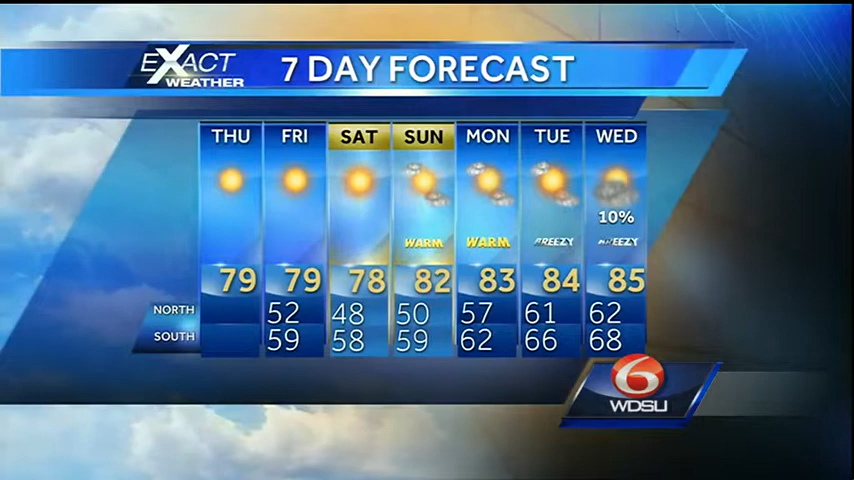 EXACT
WEATHER
7 DAY FORECAST
THU FRI SAT SUN MON TUE WED
10%
WARM WARM BREEZY BREEZY
79 79 78 82 83 84 85
NORTH 52 48 50 57 61 62
SOUTH 59 58 59 62 66 68
6
WDSU